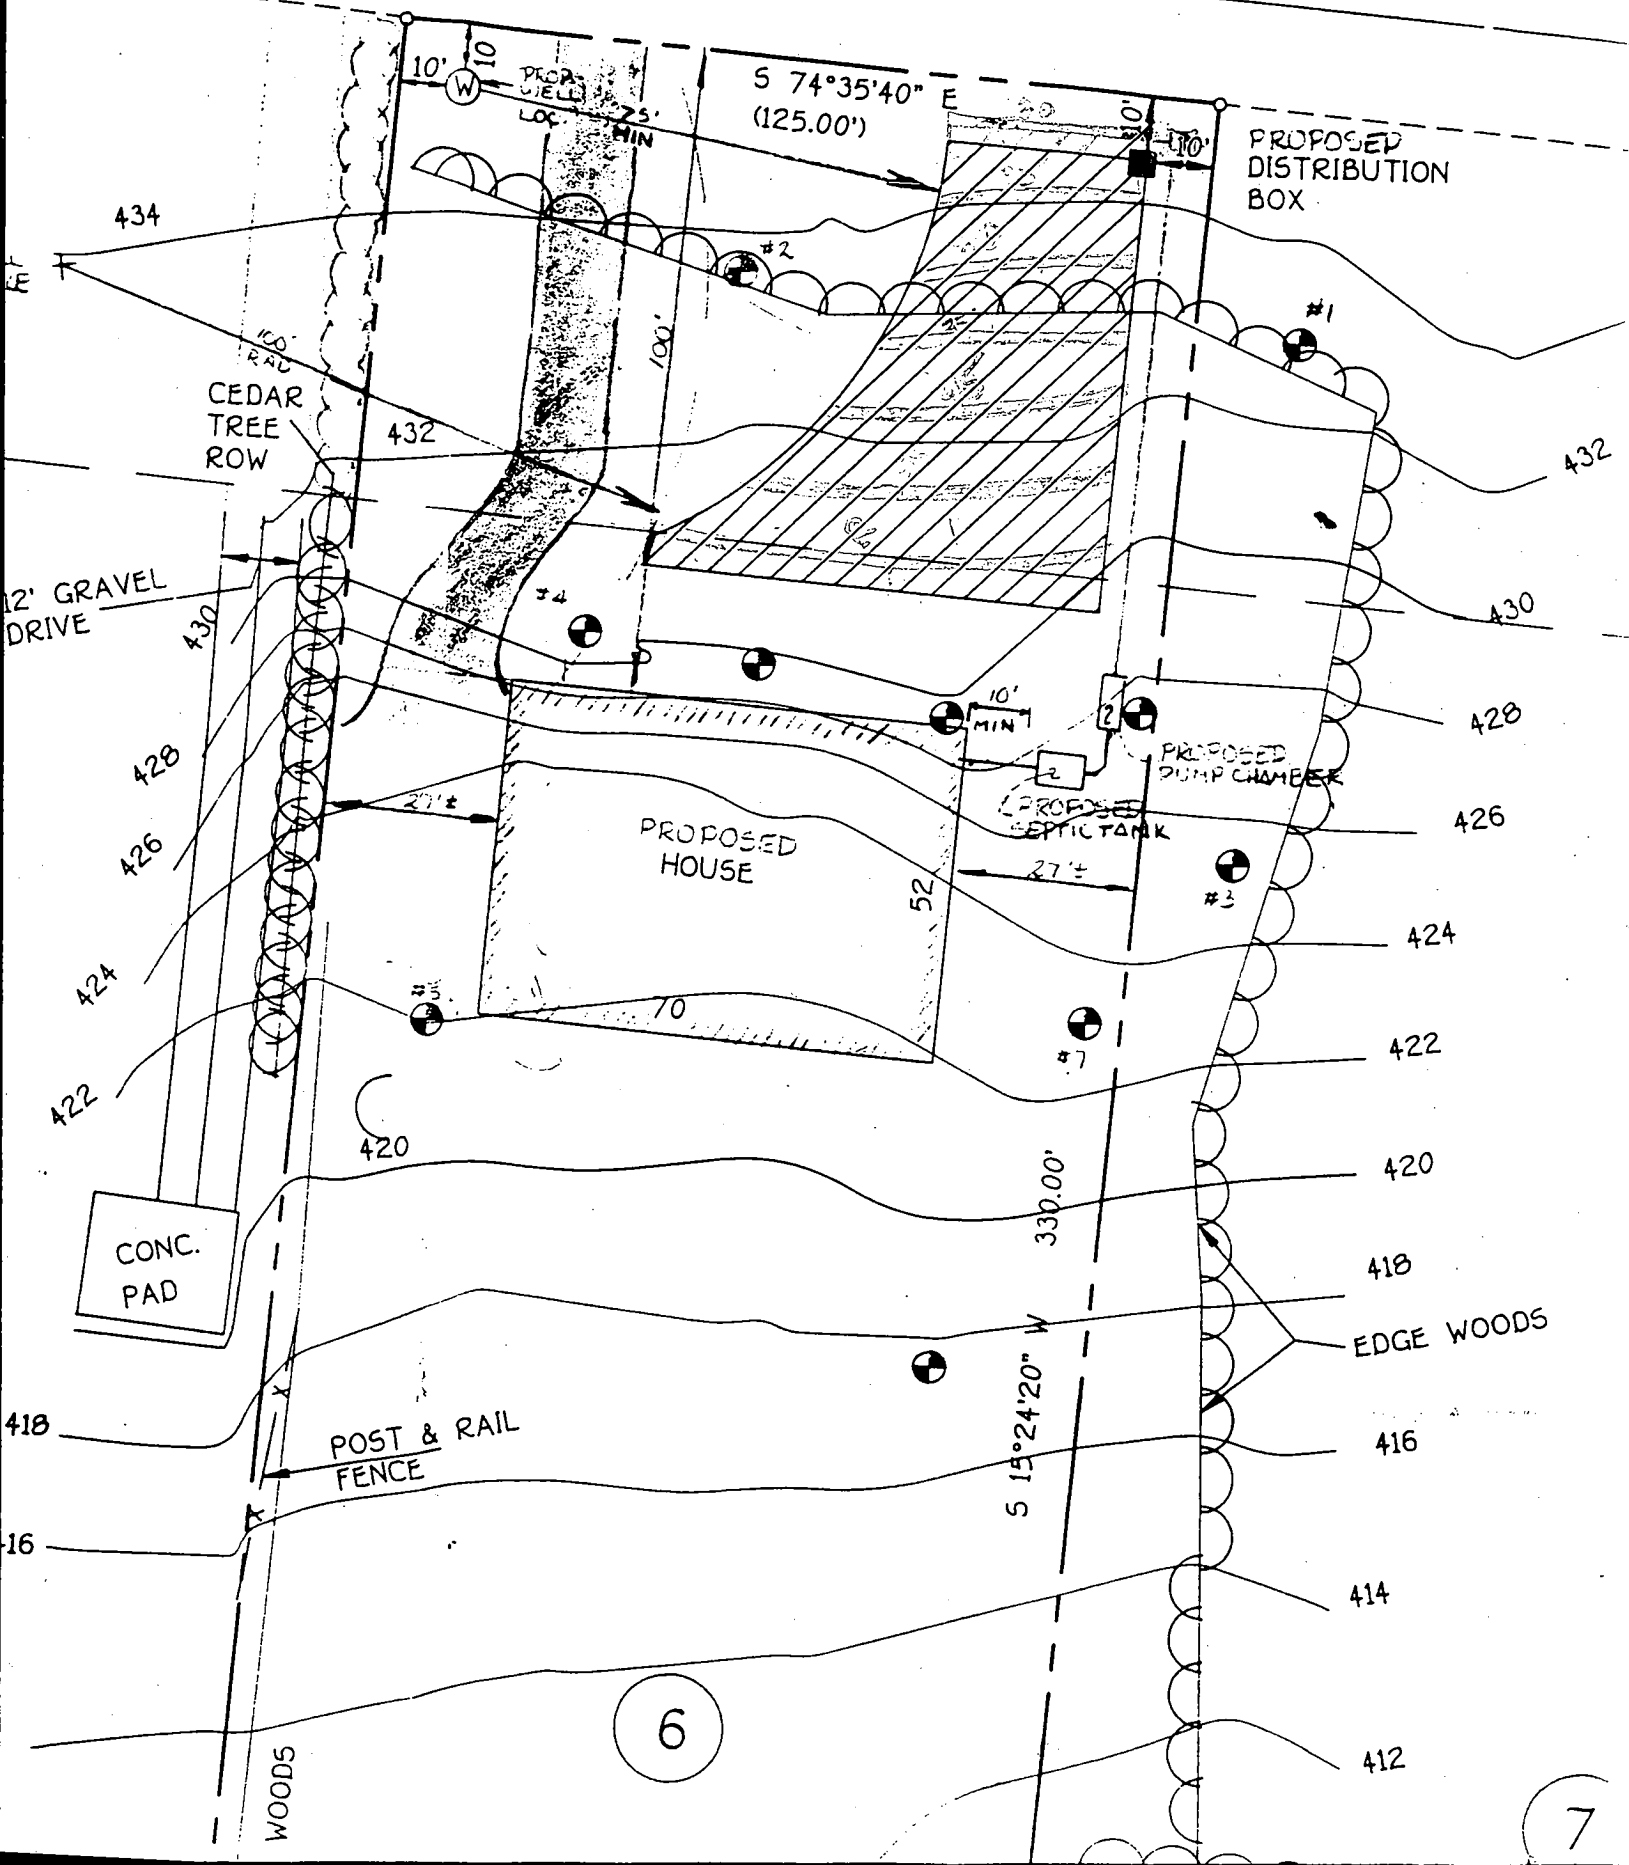 10'
10
W
PROP.
WELL
LOC.
25'
MIN
S 74°35'40" E
(125.00')
10'
10'
PROPOSED
DISTRIBUTION
BOX
434
#2
#1
100'
RAD
100'
CEDAR
TREE
ROW
432
432
12' GRAVEL
DRIVE
430
#4
430
10'
MIN
428
428
PROPOSED
PUMP CHAMBER
PROPOSED
SEPTIC TANK
27'±
PROPOSED
HOUSE
426
426
27'±
52
#3
424
424
#5
70
#7
422
422
420
420
330.00'
CONC.
PAD
418
EDGE WOODS
S 15°24'20" W
418
POST & RAIL
FENCE
416
16
414
6
412
WOODS
7